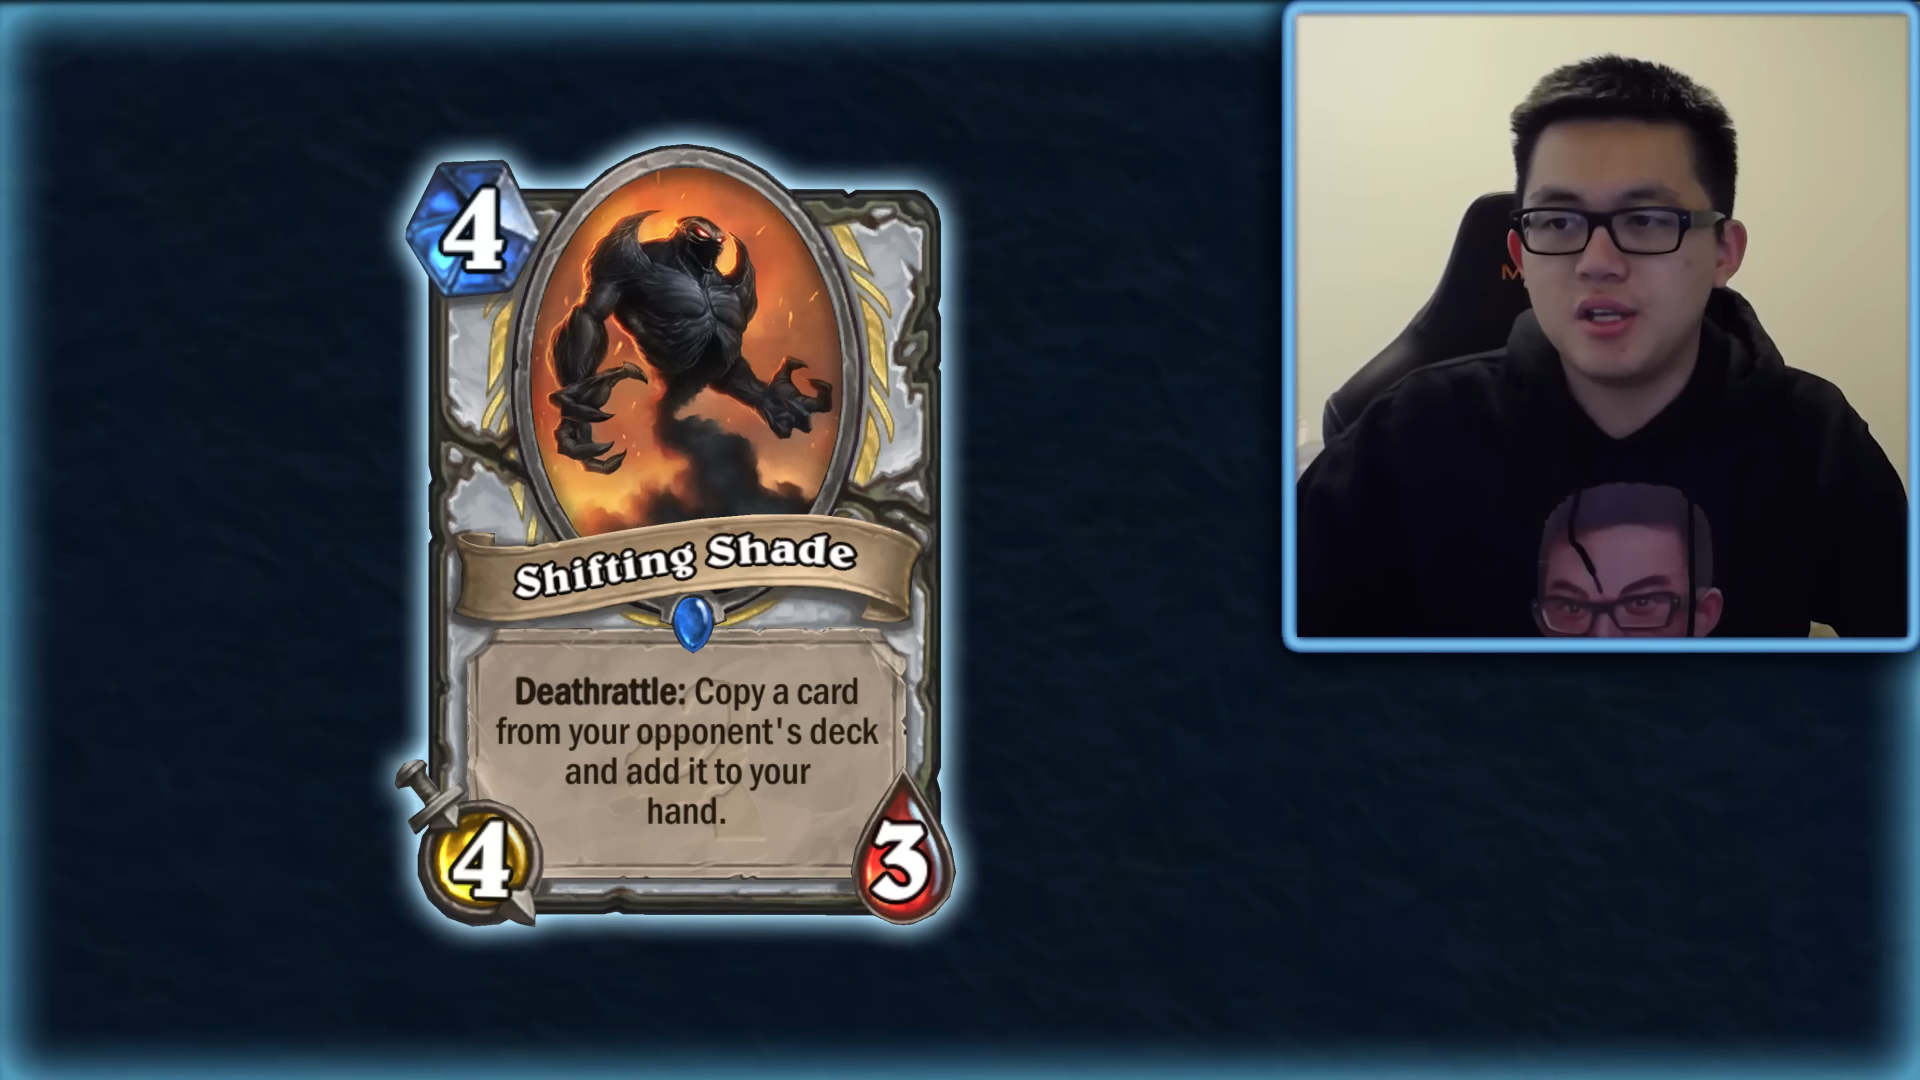 4
Shifting Shade
Deathrattle: Copy a card
from your opponent's deck
and add it to your
hand.
4
3
M